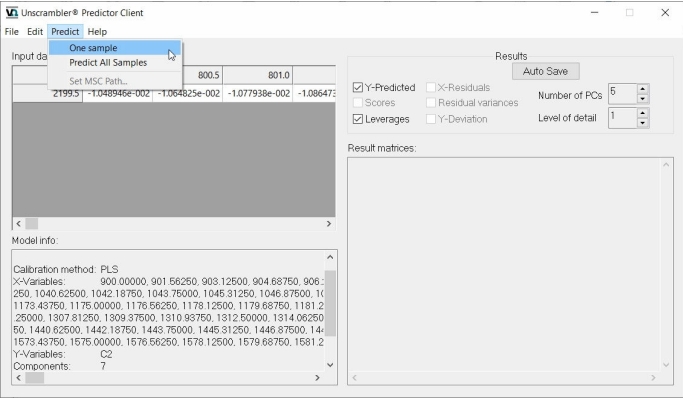 Unscrambler® Predictor Client
File Edit Predict Help
One sample
Predict All Samples
Set MSC Path...
Input da
800.5 801.0
2199.5 -1.048946e-002 -1.064825e-002 -1.077938e-002 -1.086473
Results
Auto Save
Y-Predicted X-Residuals Number of PCs 5
Scores Residual variances
Leverages Y-Deviation Level of detail 1
Result matrices:
Model info:
Calibration method: PLS
X-Variables: 900.00000, 901.56250, 903.12500, 904.68750, 906.
250, 1040.62500, 1042.18750, 1043.75000, 1045.31250, 1046.87500, 10
1173.43750, 1175.00000, 1176.56250, 1178.12500, 1179.68750, 1181.2
.25000, 1307.81250, 1309.37500, 1310.93750, 1312.50000, 1314.06250
50, 1440.62500, 1442.18750, 1443.75000, 1445.31250, 1446.87500, 144
1573.43750, 1575.00000, 1576.56250, 1578.12500, 1579.68750, 1581.2
Y-Variables: C2
Components: 7